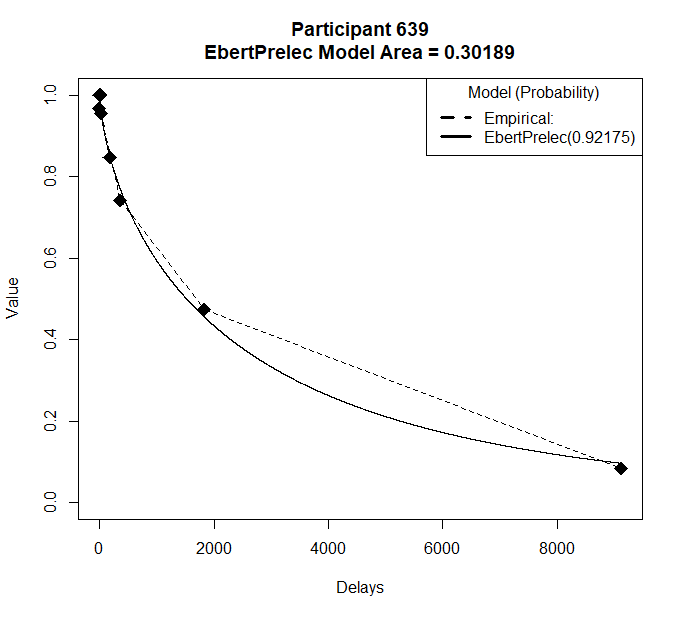 Participant 639
EbertPrelec Model Area = 0.30189
Model (Probability)
Empirical:
EbertPrelec(0.92175)
Value
1.0
0.8
0.6
0.4
0.2
0.0
0
2000
4000
6000
8000
Delays